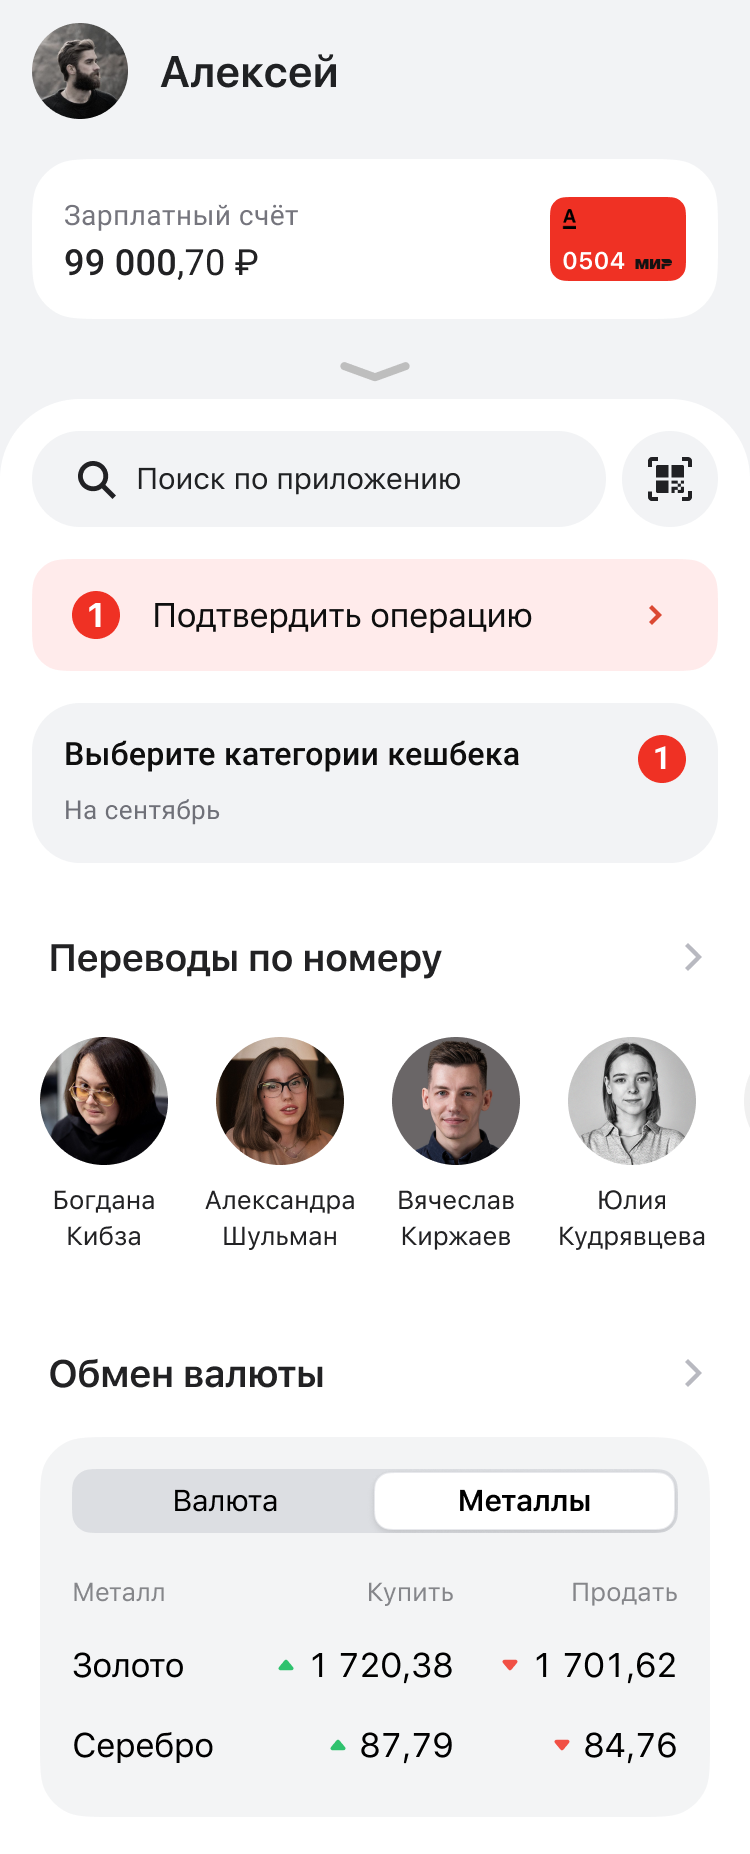 Алексей
Зарплатный счёт
99 000,70 ₽
А
0504 МИР
Поиск по приложению
1 Подтвердить операцию
Выберите категории кешбека 1
На сентябрь
Переводы по номеру
Богдана Александра Вячеслав Юлия
Кибза Шульман Киржаев Кудрявцева
Обмен валюты
Валюта Металлы
Металл Купить Продать
Золото 1 720,38 1 701,62
Серебро 87,79 84,76